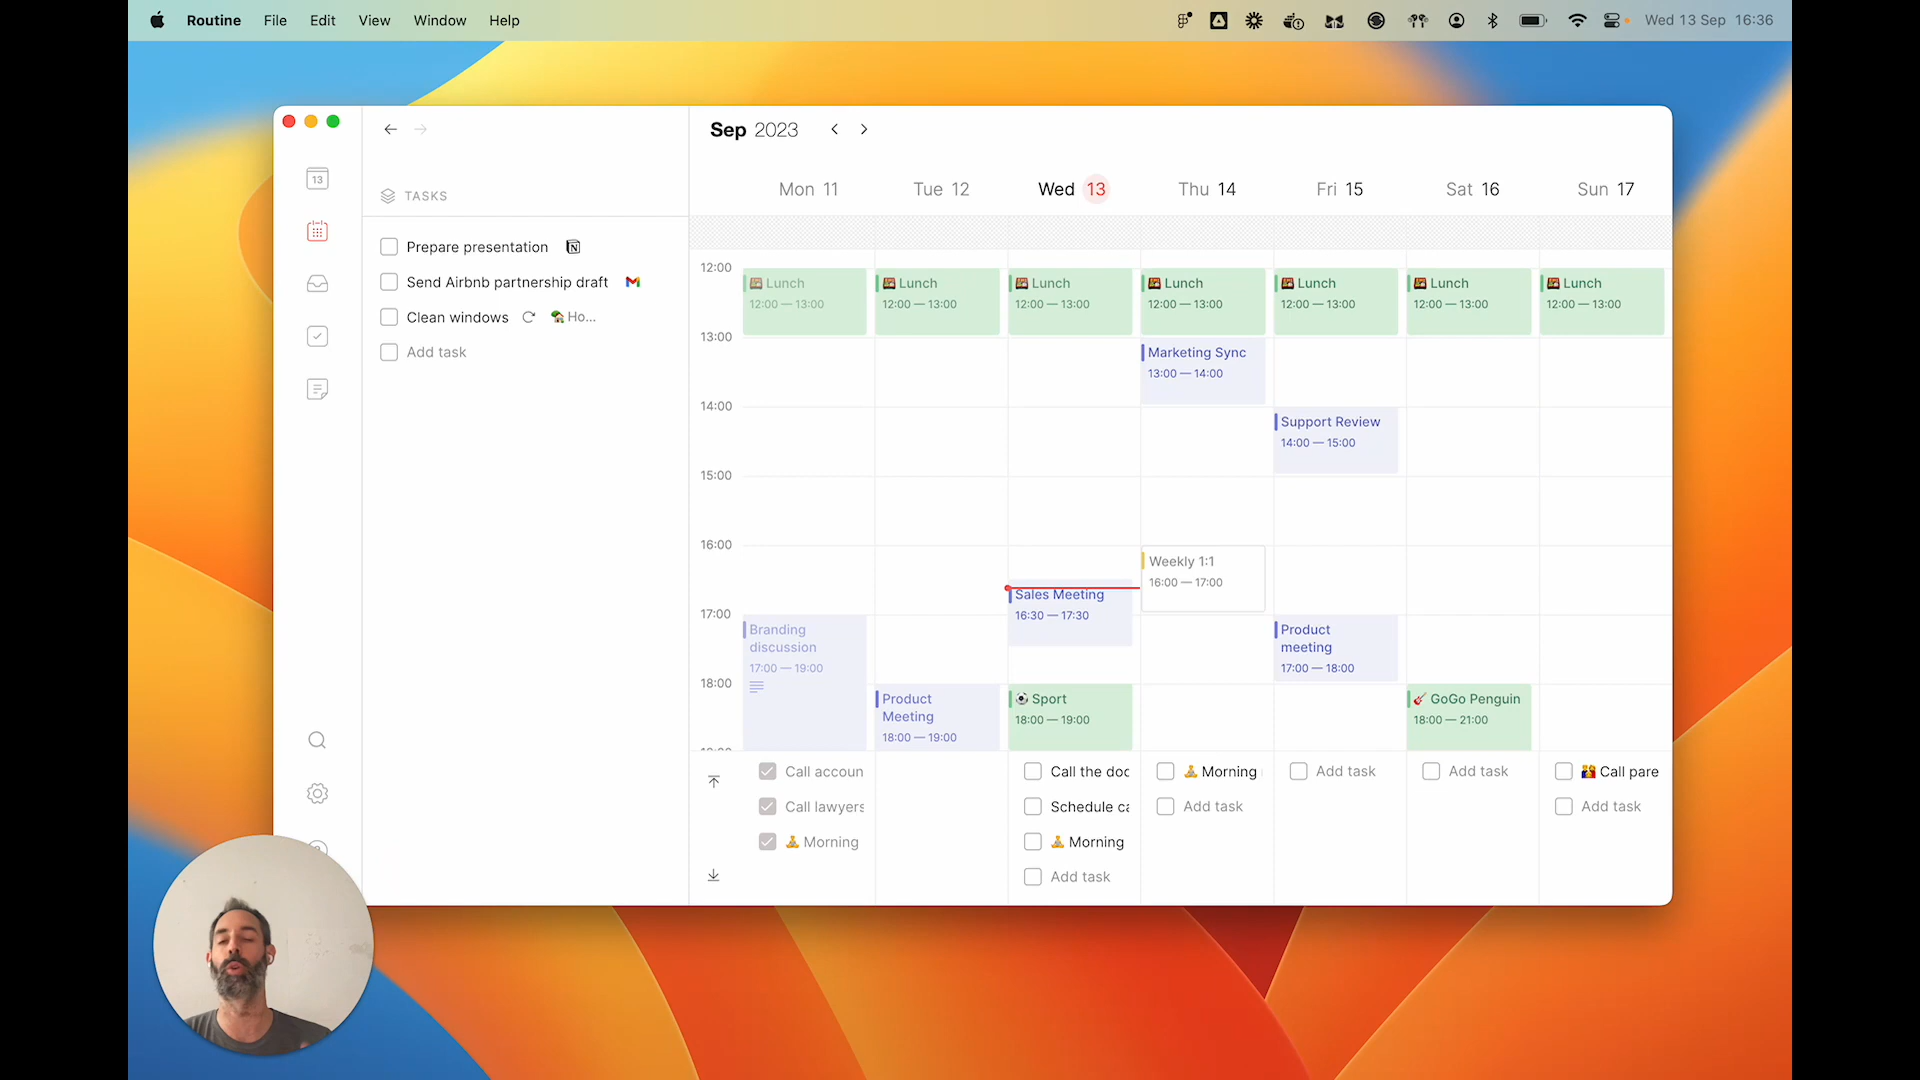 Routine File Edit View Window Help Wed 13 Sep 16:36
Sep 2023
13
TASKS
Mon 11 Tue 12 Wed 13 Thu 14 Fri 15 Sat 16 Sun 17
Prepare presentation
Send Airbnb partnership draft
Clean windows Ho...
Add task
12:00
Lunch Lunch Lunch Lunch Lunch Lunch Lunch
12:00 — 13:00 12:00 — 13:00 12:00 — 13:00 12:00 — 13:00 12:00 — 13:00 12:00 — 13:00 12:00 — 13:00
13:00
Marketing Sync
13:00 — 14:00
14:00
Support Review
14:00 — 15:00
15:00
16:00
Weekly 1:1
16:00 — 17:00
Sales Meeting
16:30 — 17:30
17:00
Branding discussion
17:00 — 19:00
Product meeting
17:00 — 18:00
18:00
Product Meeting
18:00 — 19:00
Sport
18:00 — 19:00
GoGo Penguin
18:00 — 21:00
Call accoun Call the doc Morning Add task Add task Call pare
Call lawyers Schedule ca Add task Add task
Morning Morning
Add task